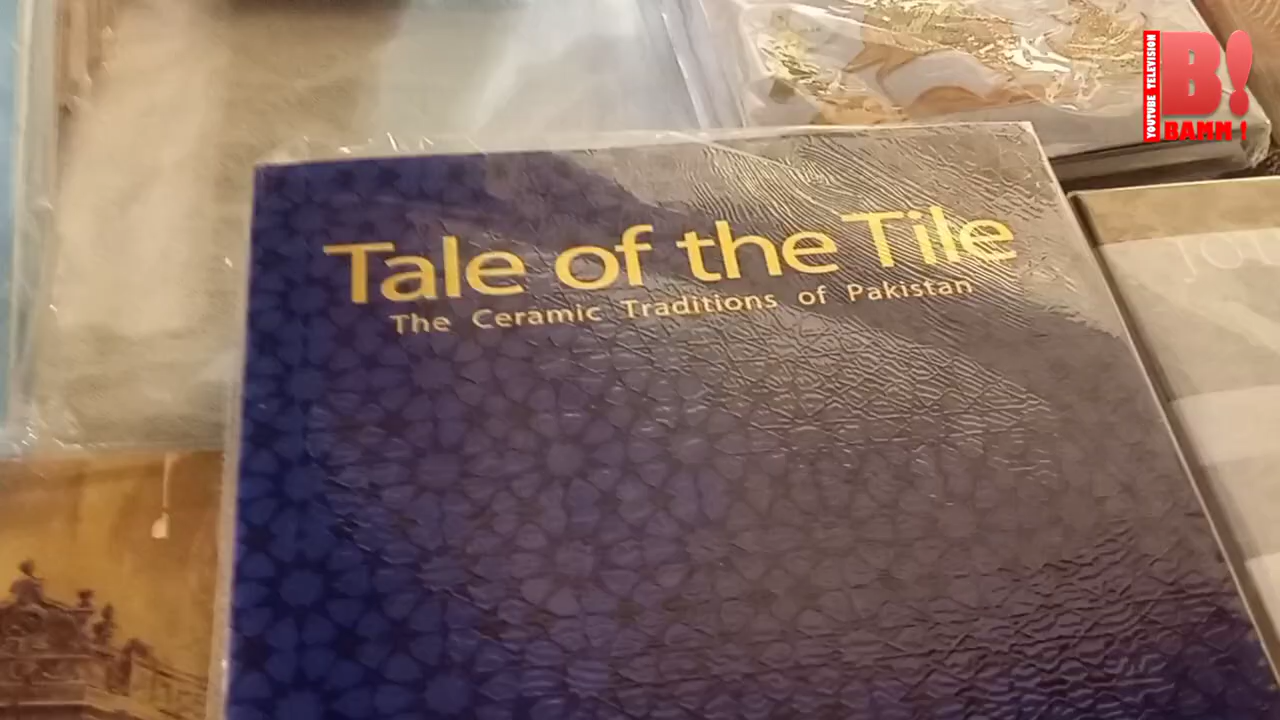 Tale of the Tile
The Ceramic Traditions of Pakistan
YOUTUBE TELEVISION
B!
BAMM !